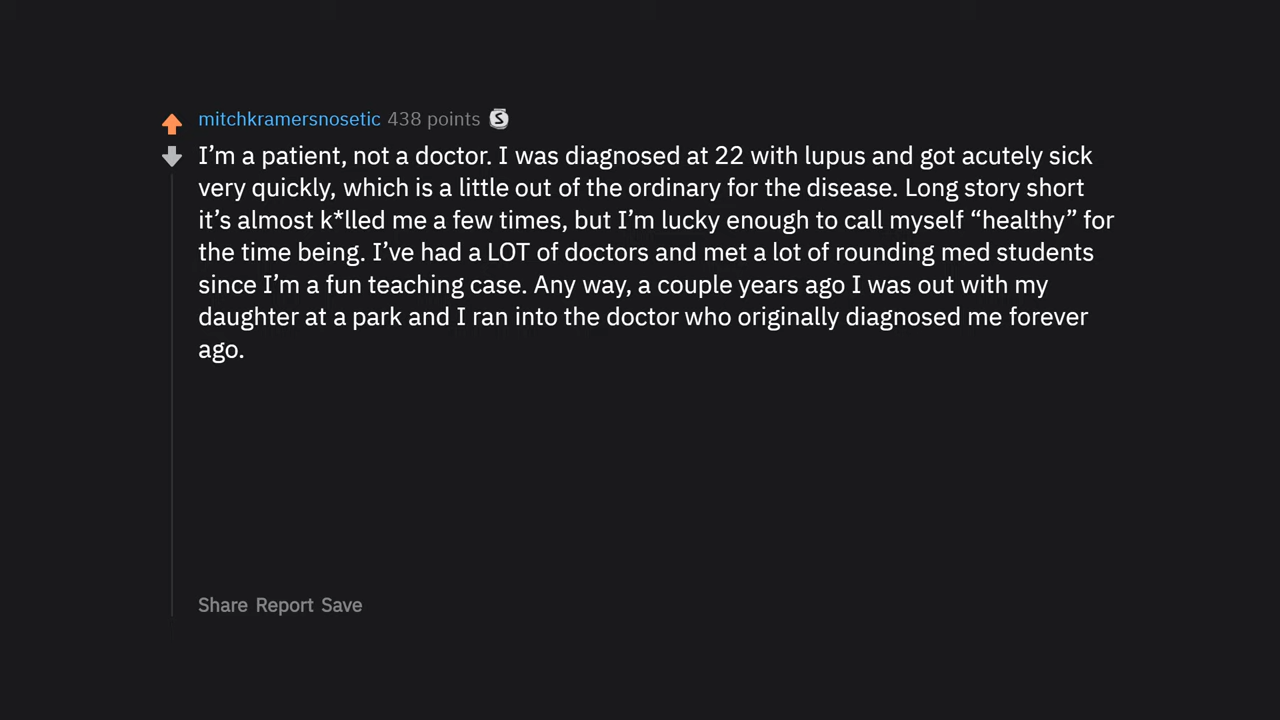 mitchkramersnosetic 438 points S
I’m a patient, not a doctor. I was diagnosed at 22 with lupus and got acutely sick
very quickly, which is a little out of the ordinary for the disease. Long story short
it’s almost k*lled me a few times, but I’m lucky enough to call myself “healthy” for
the time being. I’ve had a LOT of doctors and met a lot of rounding med students
since I’m a fun teaching case. Any way, a couple years ago I was out with my
daughter at a park and I ran into the doctor who originally diagnosed me forever
ago.
Share Report Save